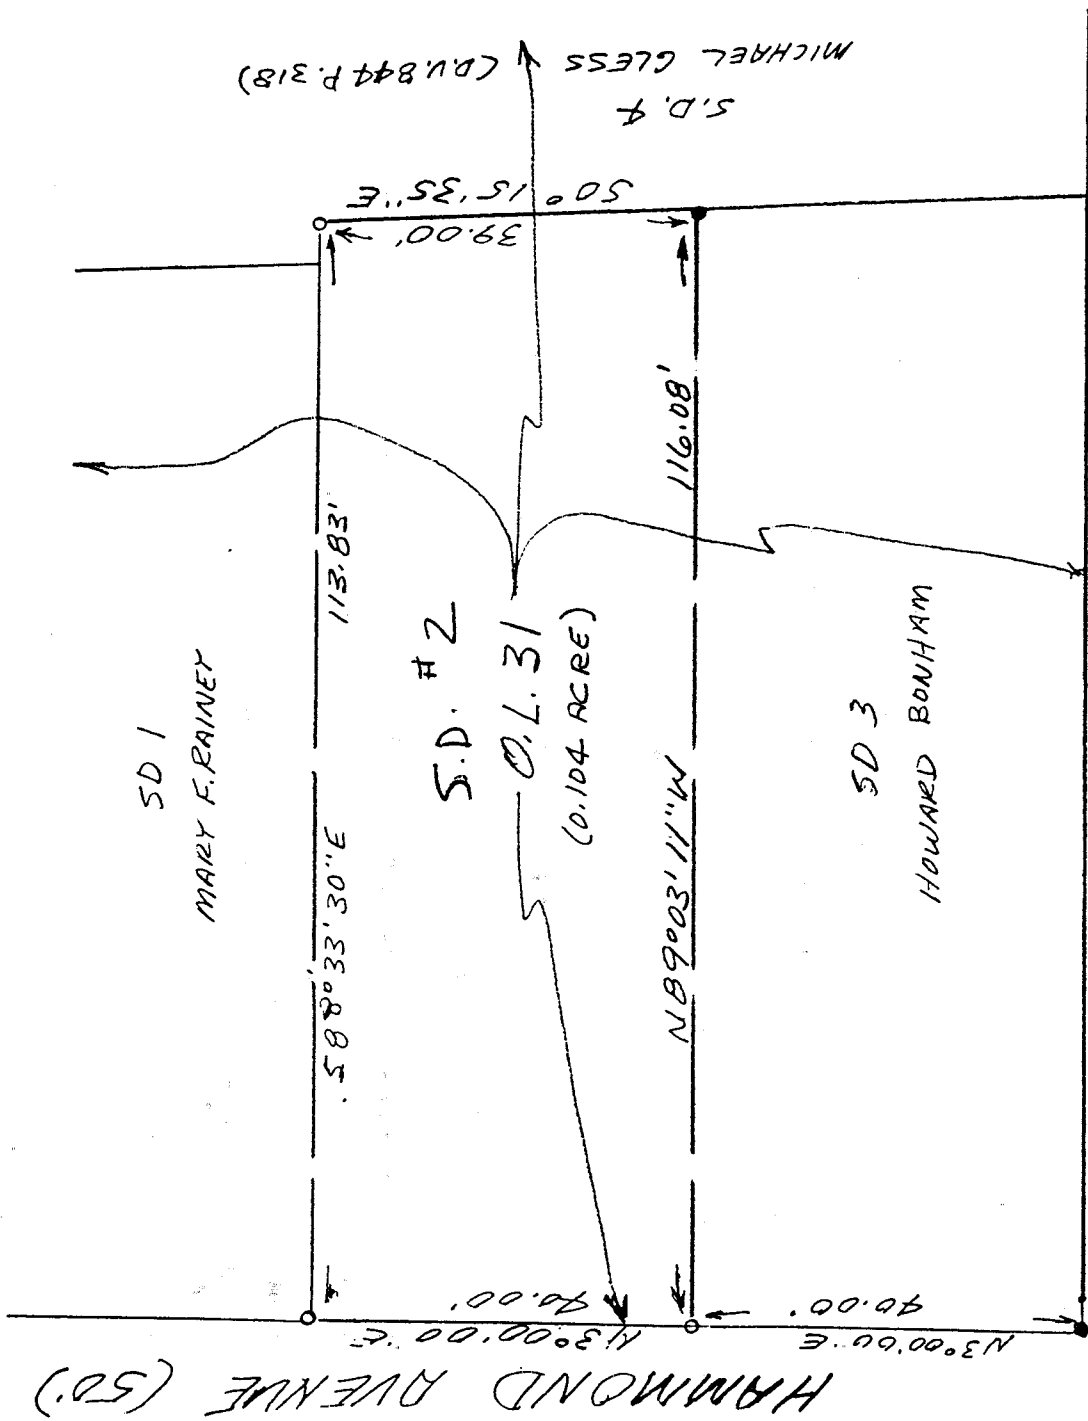 MICHAEL GLESS (D.V.844 P.318)
S.D. 4
S0° 15'35"E
39.00'
SD 1
MARY F. RAINEY
S88°33'30"E
113.83'
S.D. #2
O.L. 31
(0.104 ACRE)
N89°03'11"W
116.08'
SD 3
HOWARD BONHAM
N3°00'00"E
40.00'
N3°00'00"E
40.00'
HAMMOND AVENUE (50')